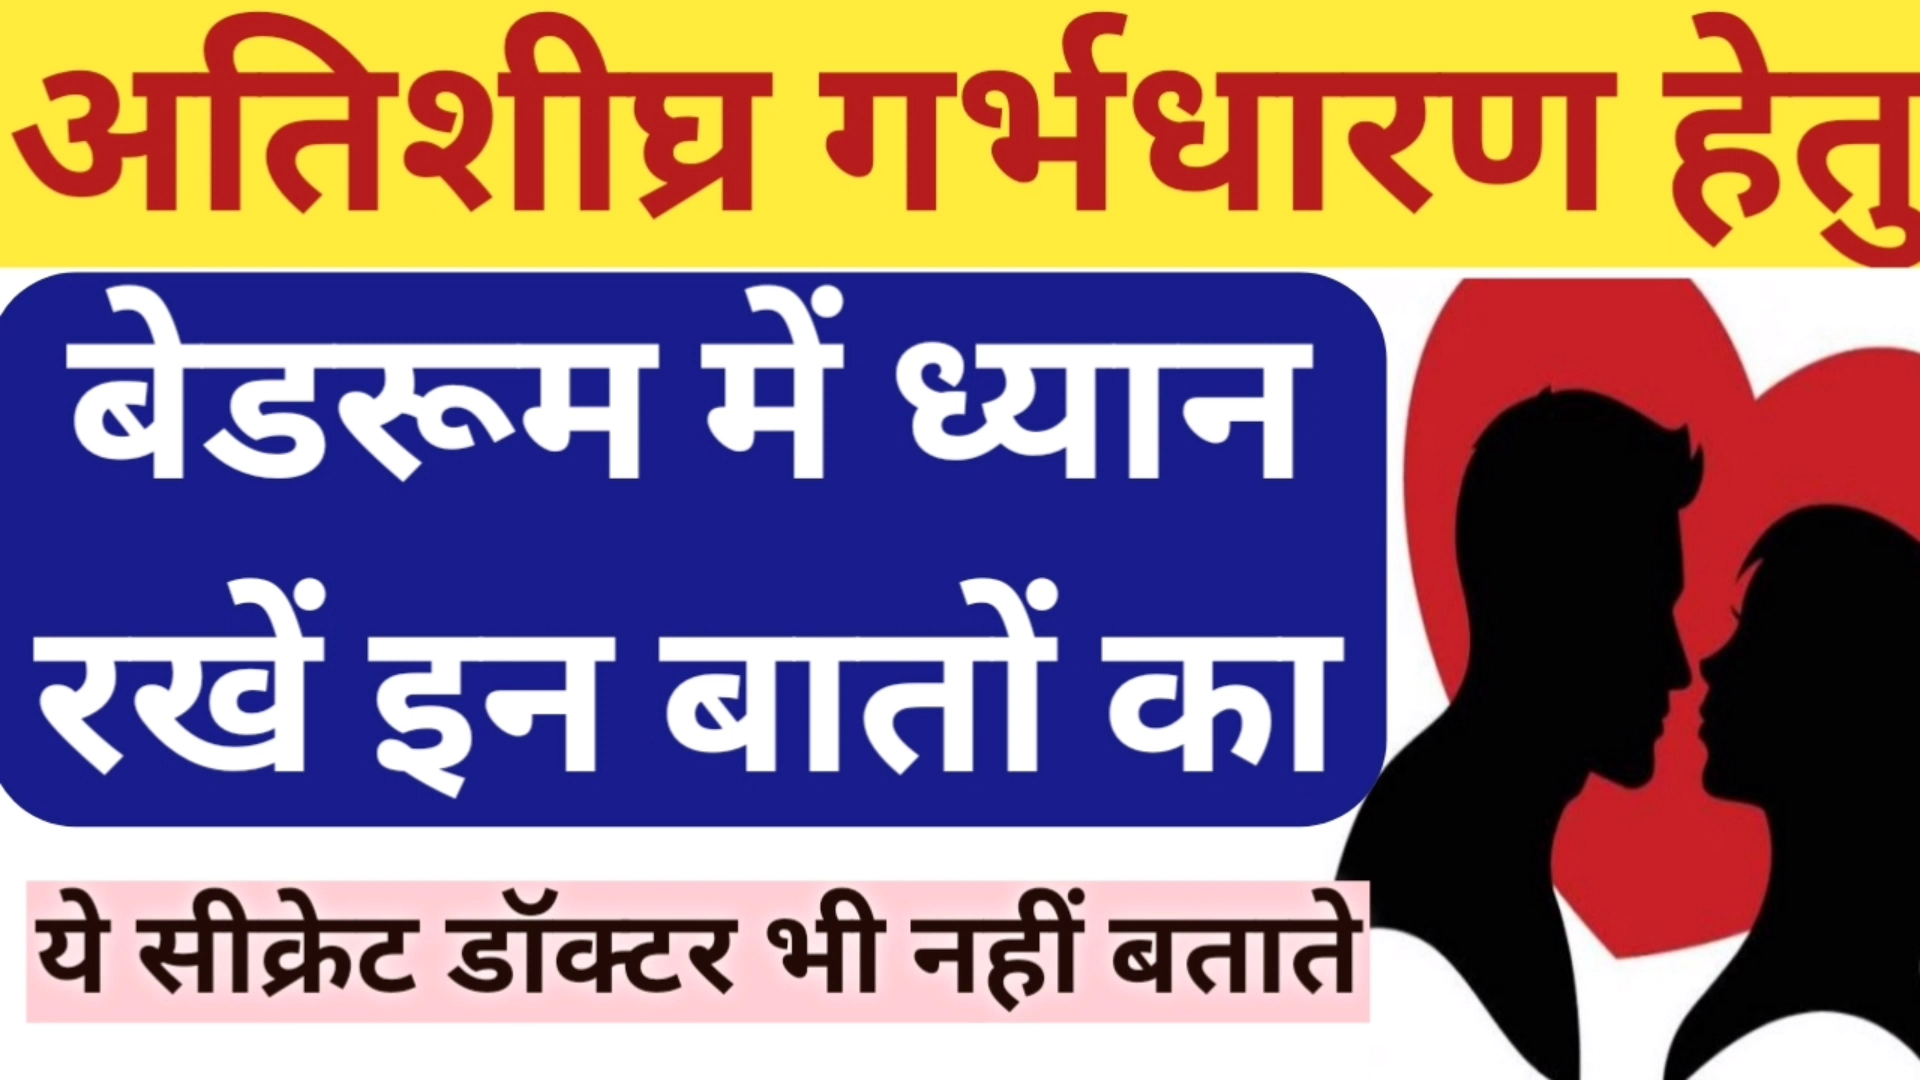 अतिशीघ्र गर्भधारण हेतु
बेडरूम में ध्यान
रखें इन बातों का
ये सीक्रेट डॉक्टर भी नहीं बताते